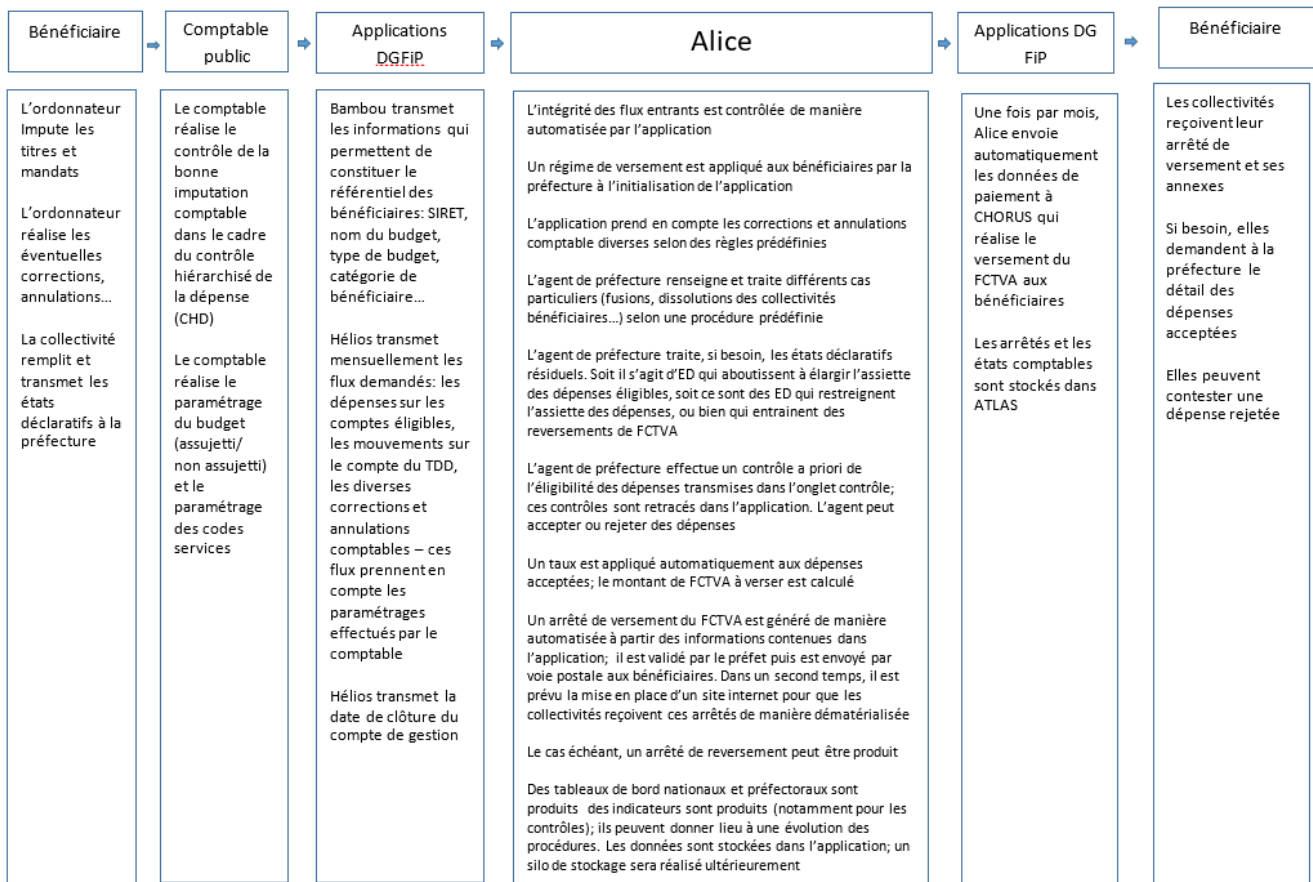 Bénéficiaire
Comptable
public
Applications
DGFiP
Alice
Applications DG
FiP
Bénéficiaire
L'ordonnateur
Impute les
titres et
mandats
L'ordonnateur
réalise les
éventuelles
corrections,
annulations…
La collectivité
remplit et
transmet les
états
déclaratifs à la
préfecture
Le comptable
réalise le
contrôle de la
bonne
imputation
comptable
dans le cadre
du contrôle
hiérarchisé de
la dépense
(CHD)
Le comptable
réalise le
paramétrage
du budget
(assujetti/
non assujetti)
et le
paramétrage
des codes
services
Bambou transmet
les informations qui
permettent de
constituer le
référentiel des
bénéficiaires: SIRET,
nom du budget,
type de budget,
catégorie de
bénéficiaire…
Hélios transmet
mensuellement les
flux demandés: les
dépenses sur les
comptes éligibles,
les mouvements sur
le compte du TDD,
les diverses
corrections et
annulations
comptables – ces
flux prennent en
compte les
paramétrages
effectués par le
comptable
Hélios transmet la
date de clôture du
compte de gestion
L'intégrité des flux entrants est contrôlée de manière
automatisée par l'application
Un régime de versement est appliqué aux bénéficiaires par la
préfecture à l'initialisation de l'application
L'application prend en compte les corrections et annulations
comptable diverses selon des règles prédéfinies
L'agent de préfecture renseigne et traite différents cas
particuliers (fusions, dissolutions des collectivités
bénéficiaires…) selon une procédure prédéfinie
L'agent de préfecture traite, si besoin, les états déclaratifs
résiduels. Soit il s'agit d'ED qui aboutissent à élargir l'assiette
des dépenses éligibles, soit ce sont des ED qui restreignent
l'assiette des dépenses, ou bien qui entrainent des
reversements de FCTVA
L'agent de préfecture effectue un contrôle a priori de
l'éligibilité des dépenses transmises dans l'onglet contrôle;
ces contrôles sont retracés dans l'application. L'agent peut
accepter ou rejeter des dépenses
Un taux est appliqué automatiquement aux dépenses
acceptées; le montant de FCTVA à verser est calculé
Un arrêté de versement du FCTVA est généré de manière
automatisée à partir des informations contenues dans
l'application; il est validé par le préfet puis est envoyé par
voie postale aux bénéficiaires. Dans un second temps, il est
prévu la mise en place d'un site internet pour que les
collectivités reçoivent ces arrêtés de manière dématérialisée
Le cas échéant, un arrêté de reversement peut être produit
Des tableaux de bord nationaux et préfectoraux sont
produits des indicateurs sont produits (notamment pour les
contrôles); ils peuvent donner lieu à une évolution des
procédures. Les données sont stockées dans l'application; un
silo de stockage sera réalisé ultérieurement
Une fois par mois,
Alice envoie
automatiquement
les données de
paiement à
CHORUS qui
réalise le
versement du
FCTVA aux
bénéficiaires
Les arrêtés et les
états comptables
sont stockés dans
ATLAS
Les collectivités
reçoivent leur
arrêté de
versement et ses
annexes
Si besoin, elles
demandent à la
préfecture le
détail des
dépenses
acceptées
Elles peuvent
contester une
dépense rejetée